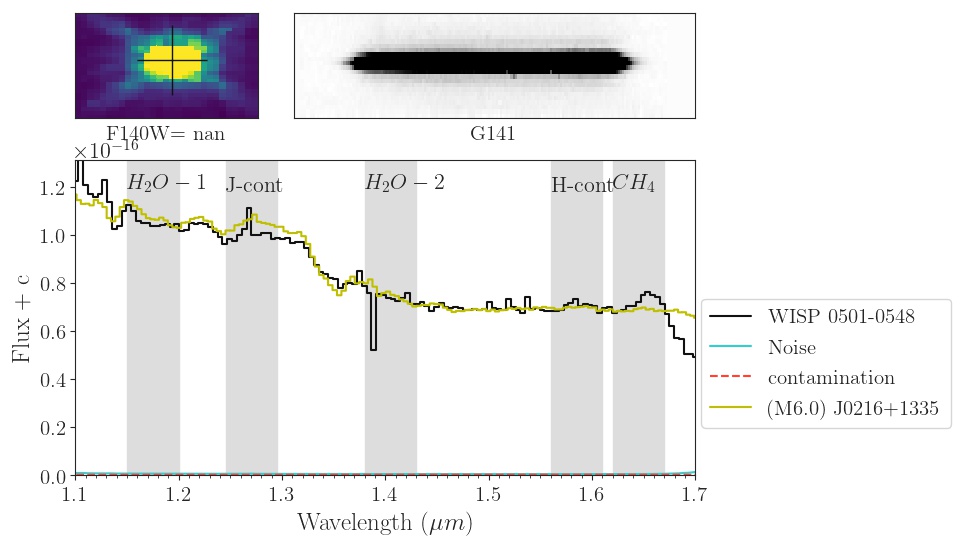 F140W= nan
G141
×10⁻¹⁶
H₂O − 1
J-cont
H₂O − 2
H-cont
CH₄
1.2
1.0
0.8
0.6
0.4
0.2
0.0
Flux + c
1.1
1.2
1.3
1.4
1.5
1.6
1.7
Wavelength (μm)
WISP 0501-0548
Noise
contamination
(M6.0) J0216+1335